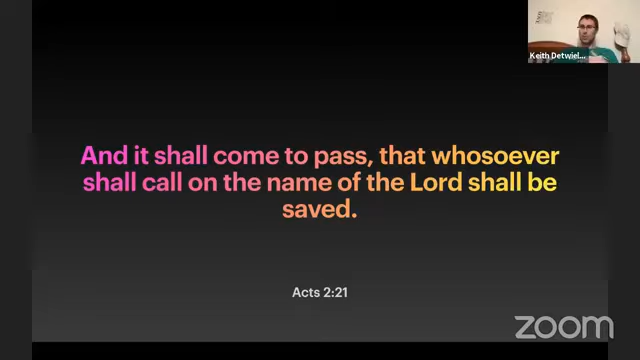 Keith Detwiel...
And it shall come to pass, that whosoever
shall call on the name of the Lord shall be
saved.
Acts 2:21
zoom